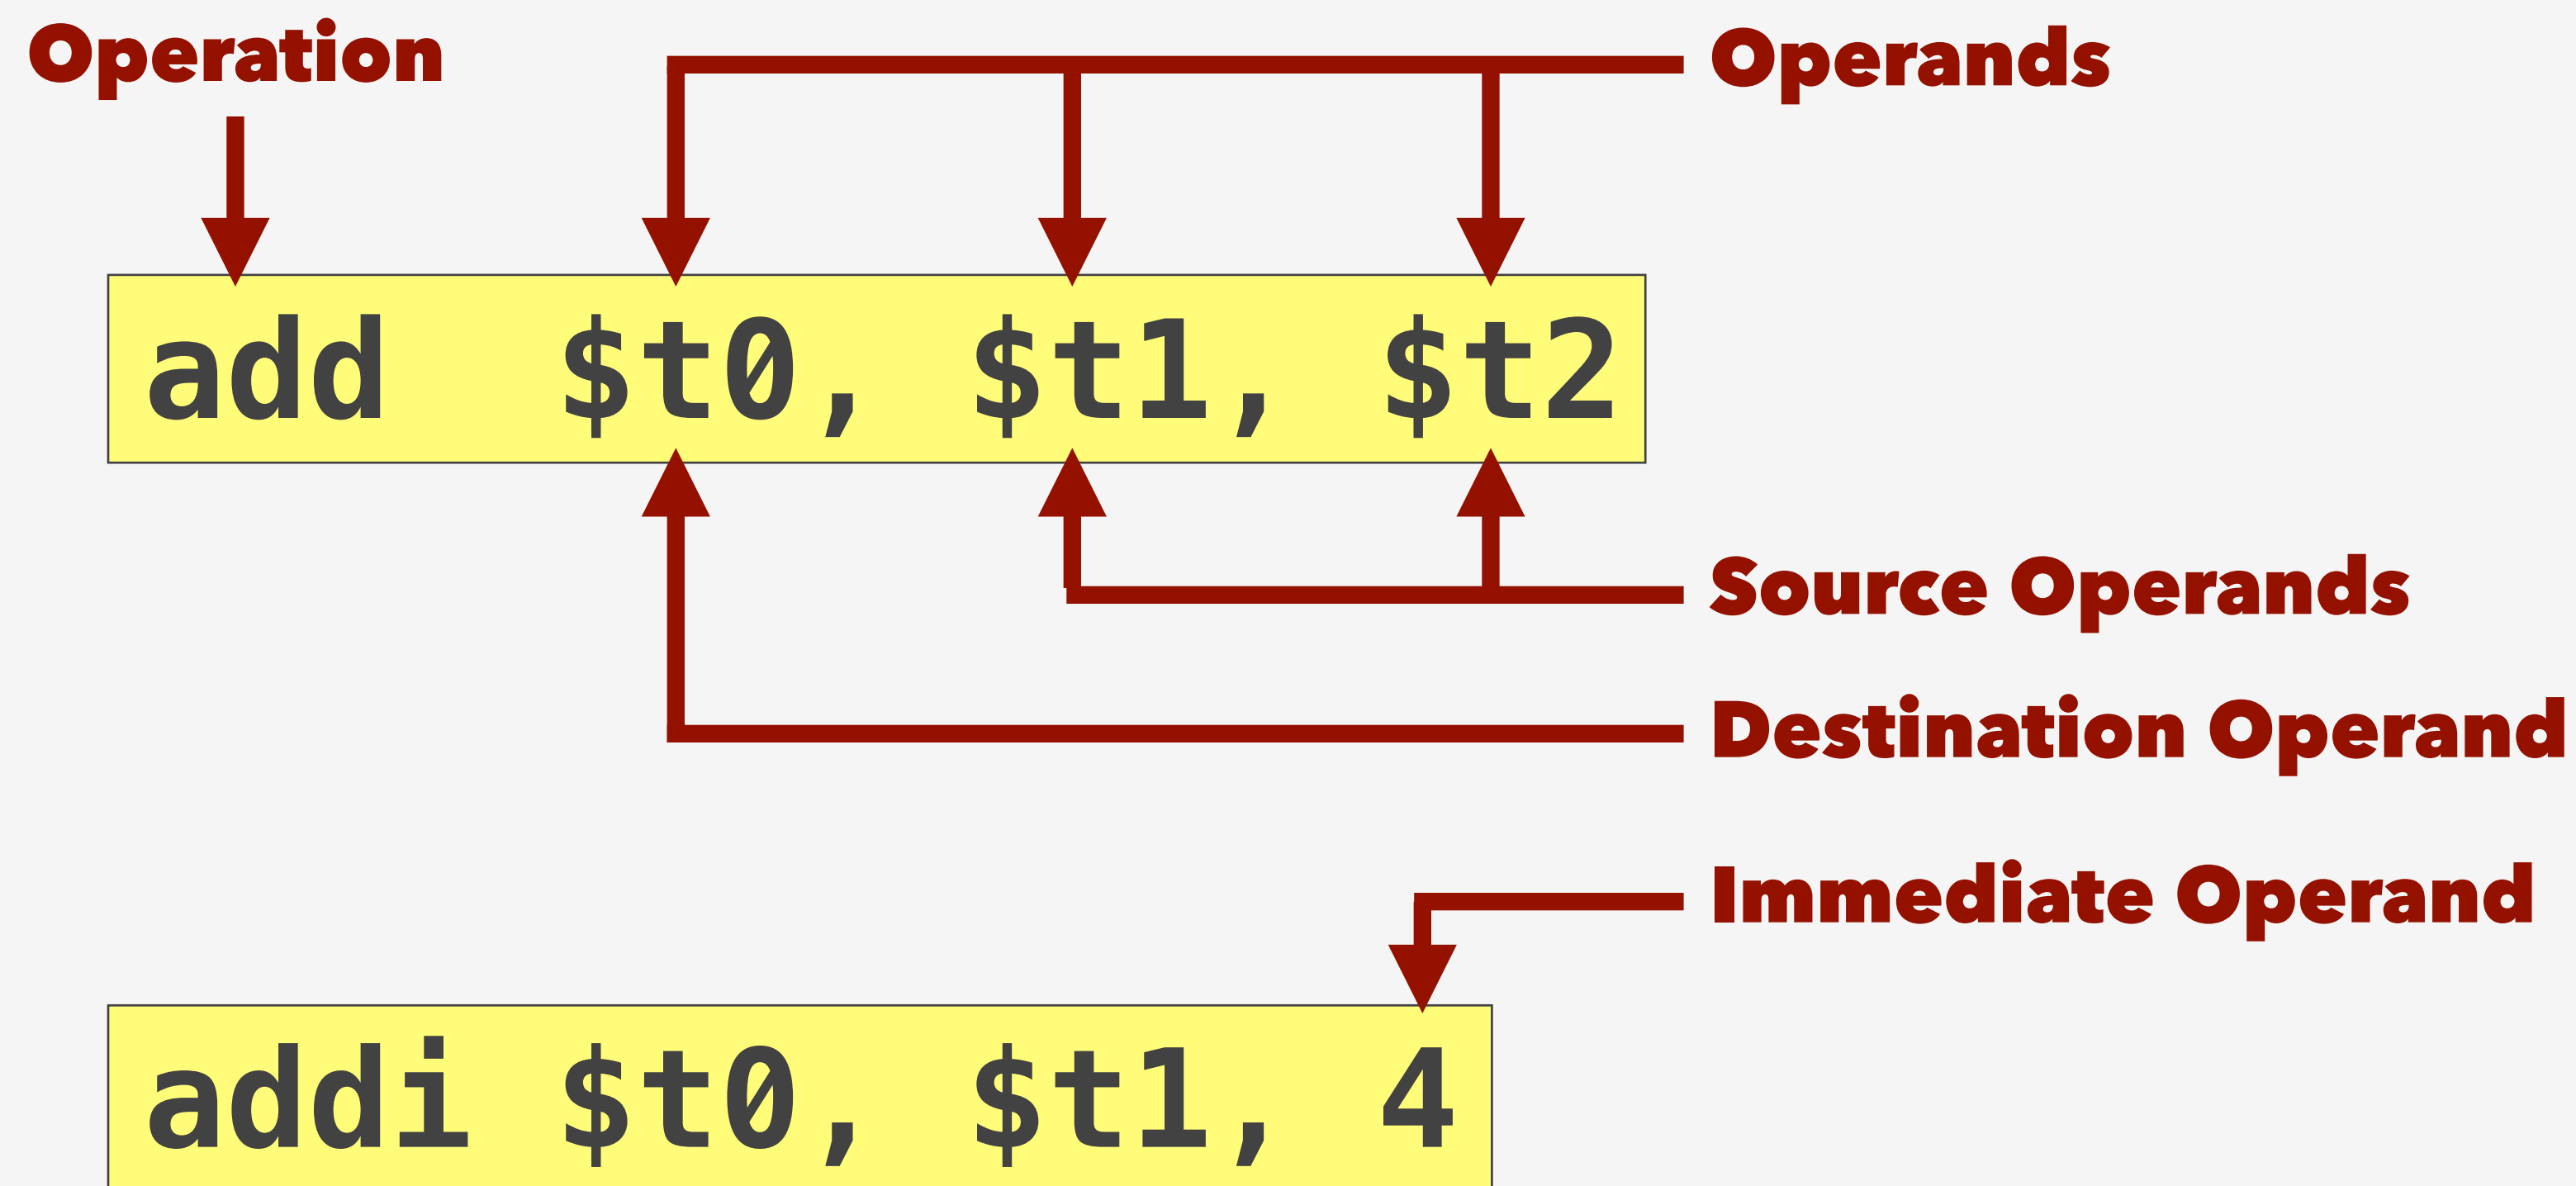 Operation
Operands
add  $t0, $t1, $t2
Source Operands
Destination Operand
Immediate Operand
addi $t0, $t1, 4